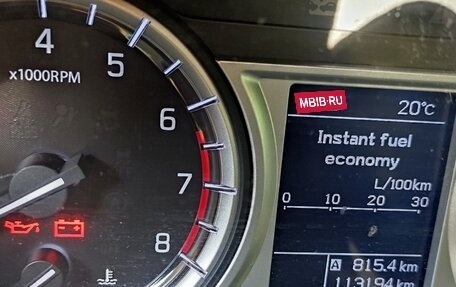 4
5
x1000RPM
6
7
8
MBIB.RU
20°C
Instant fuel
economy
L/100km
0 10 20 30
A 815.4 km
113194 km